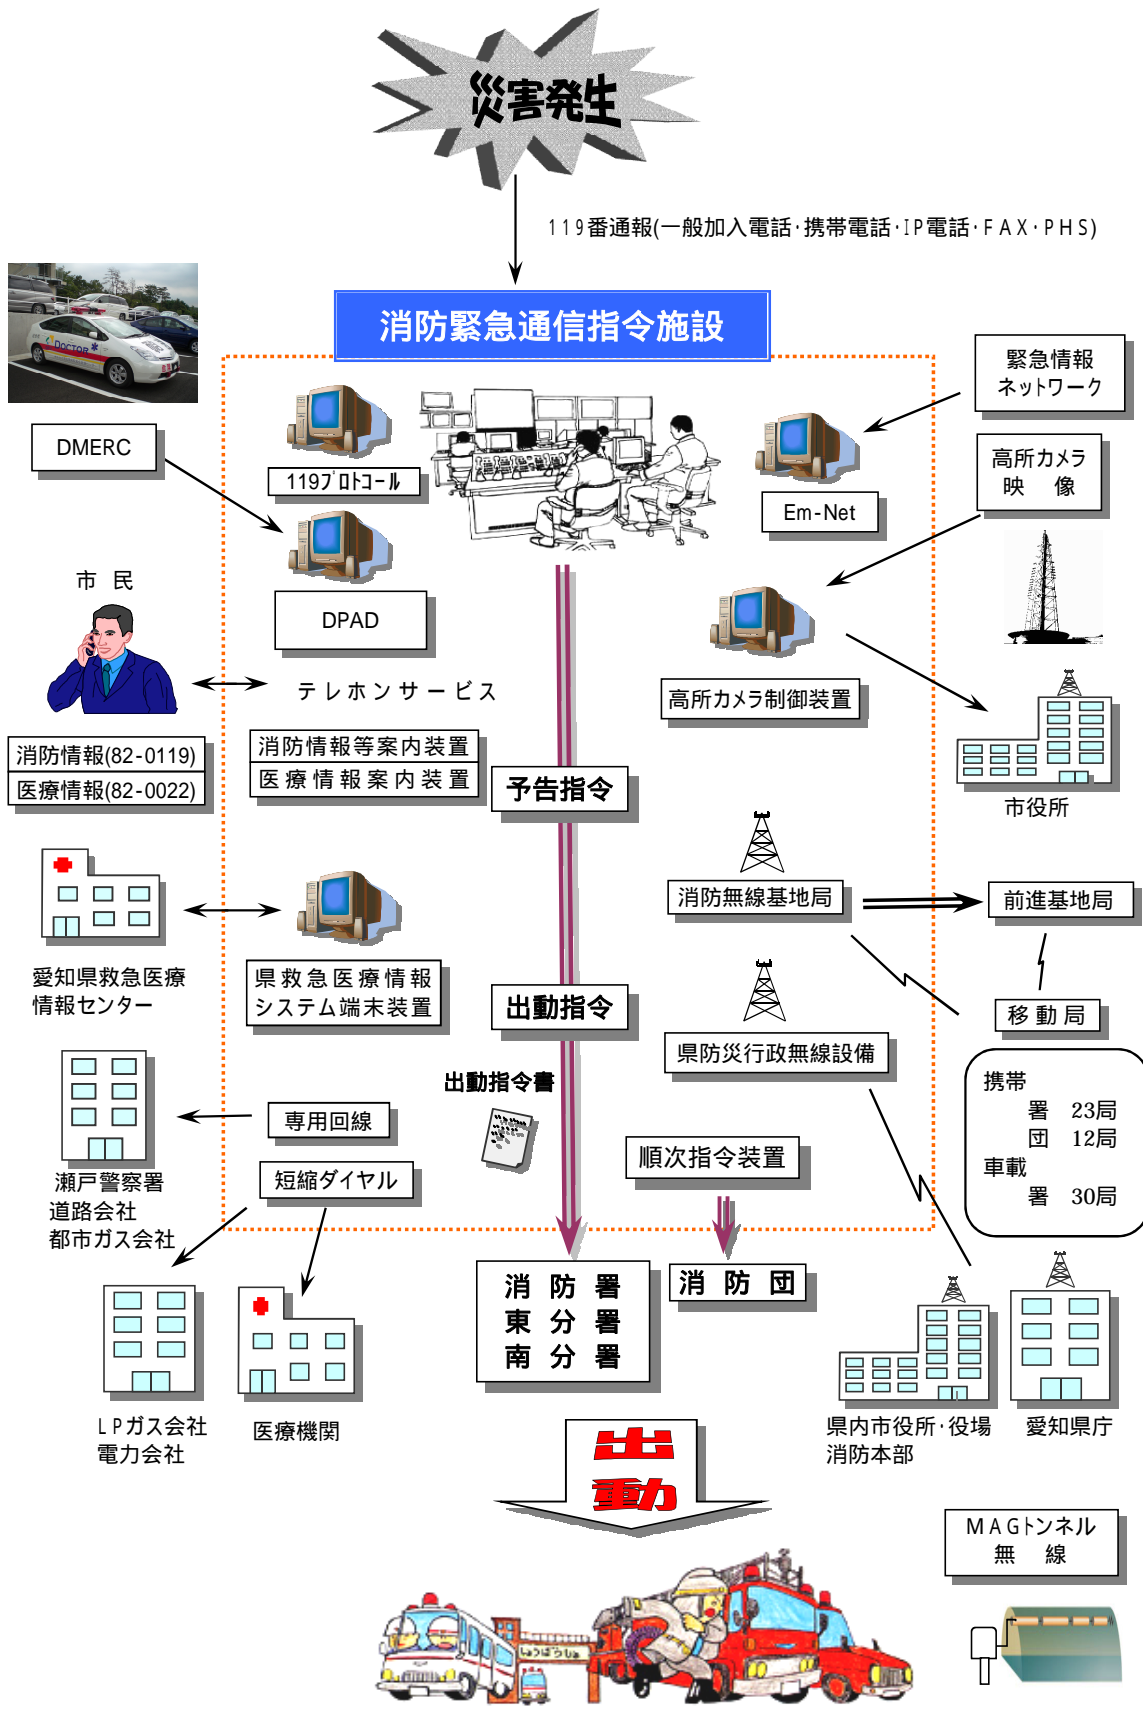 災害発生
119番通報(一般加入電話･携帯電話･IP電話･FAX･PHS)
消防緊急通信指令施設
DOCTOR
緊急情報
ネットワーク
DMERC
119ﾌﾟﾛﾄｺｰﾙ
Em-Net
高所カメラ
映 像
DPAD
市 民
テレホンサービス
高所カメラ制御装置
消防情報(82-0119)
医療情報(82-0022)
消防情報等案内装置
医療情報案内装置
予告指令
市役所
消防無線基地局
前進基地局
愛知県救急医療
情報センター
県救急医療情報
システム端末装置
出動指令
移動局
県防災行政無線設備
出動指令書
携帯
署 23局
団 12局
車載
署 30局
専用回線
順次指令装置
瀬戸警察署
道路会社
都市ガス会社
短縮ダイヤル
消 防 署
東 分 署
南 分 署
消 防 団
LPガス会社
電力会社
医療機関
県内市役所･役場
消防本部
愛知県庁
出
動
MAGトンネル
無 線
しょうぼうしょ